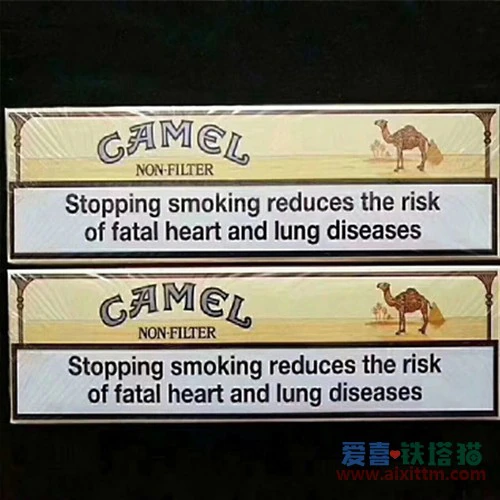 CAMEL
NON-FILTER
Stopping smoking reduces the risk
of fatal heart and lung diseases
CAMEL
NON-FILTER
Stopping smoking reduces the risk
of fatal heart and lung diseases
爱喜❤铁塔猫
www.aixittm.com